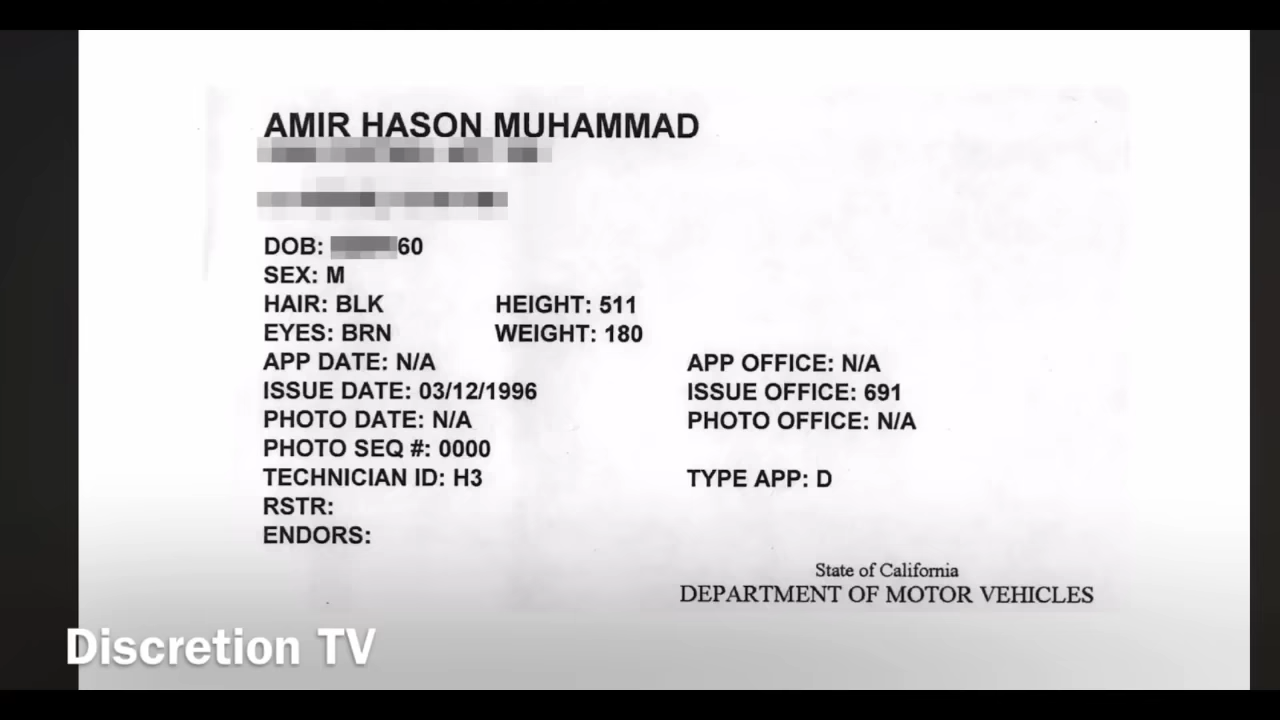 AMIR HASON MUHAMMAD
DOB: 60
SEX: M
HAIR: BLK HEIGHT: 511
EYES: BRN WEIGHT: 180
APP DATE: N/A APP OFFICE: N/A
ISSUE DATE: 03/12/1996 ISSUE OFFICE: 691
PHOTO DATE: N/A PHOTO OFFICE: N/A
PHOTO SEQ #: 0000
TECHNICIAN ID: H3 TYPE APP: D
RSTR:
ENDORS:
State of California
DEPARTMENT OF MOTOR VEHICLES
Discretion TV